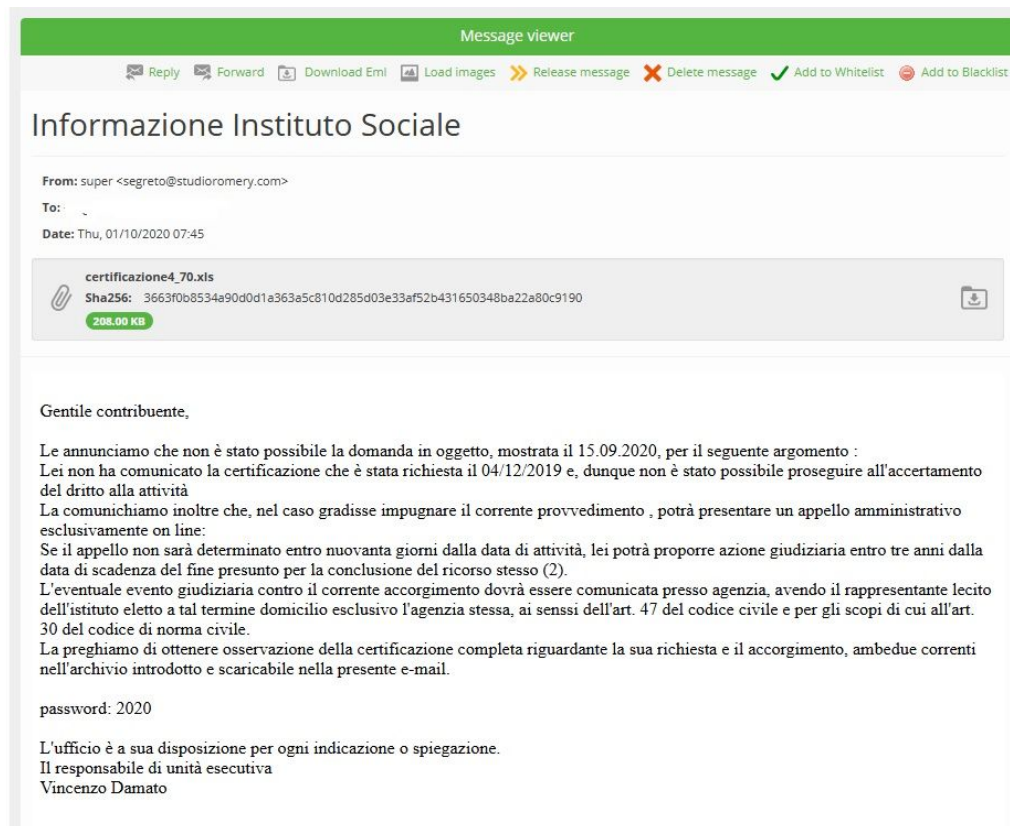 Message viewer
Reply Forward Download Eml Load images Release message Delete message Add to Whitelist Add to Blacklist
Informazione Instituto Sociale
From: super <segreto@studioromery.com>
To:
Date: Thu, 01/10/2020 07:45
certificazione4_70.xls
Sha256: 3663f0b8534a90d0d1a363a5c810d285d03e33af52b431650348ba22a80c9190
208.00 KB
Gentile contribuente,
Le annunciamo che non è stato possibile la domanda in oggetto, mostrata il 15.09.2020, per il seguente argomento :
Lei non ha comunicato la certificazione che è stata richiesta il 04/12/2019 e, dunque non è stato possibile proseguire all'accertamento
del dritto alla attività
La comunichiamo inoltre che, nel caso gradisse impugnare il corrente provvedimento , potrà presentare un appello amministrativo
esclusivamente on line:
Se il appello non sarà determinato entro nuovanta giorni dalla data di attività, lei potrà proporre azione giudiziaria entro tre anni dalla
data di scadenza del fine presunto per la conclusione del ricorso stesso (2).
L'eventuale evento giudiziaria contro il corrente accorgimento dovrà essere comunicata presso agenzia, avendo il rappresentante lecito
dell'istituto eletto a tal termine domicilio esclusivo l'agenzia stessa, ai senssi dell'art. 47 del codice civile e per gli scopi di cui all'art.
30 del codice di norma civile.
La preghiamo di ottenere osservazione della certificazione completa riguardante la sua richiesta e il accorgimento, ambedue correnti
nell'archivio introdotto e scaricabile nella presente e-mail.
password: 2020
L'ufficio è a sua disposizione per ogni indicazione o spiegazione.
Il responsabile di unità esecutiva
Vincenzo Damato